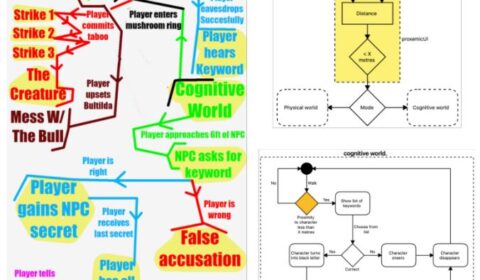 Strike 1
Strike 2
Strike 3
Player
commits
taboo
Player enters
mushroom ring
Player
eavesdrops
Succesfully
Player
hears
Keyword
The
Creature
Mess W/
The Bull
Player
upsets
Bultilda
Cognitive
World
Player approaches 6ft of NPC
NPC asks for
keyword
Player is
right
Player
gains NPC
secret
Player
receives
last secret
Player is
wrong
False
accusation
Player tells
Player
Distance
proxemicUI
< X
metres
Physical world
Mode
Cognitive world
cognitive world.
No
Walk
Yes
Proximity
to character
less than
X metres
Show list of
keywords
Choose from
list
Character turns
into black letter
Yes
Correct
No
Character
sneers
Character
disappears